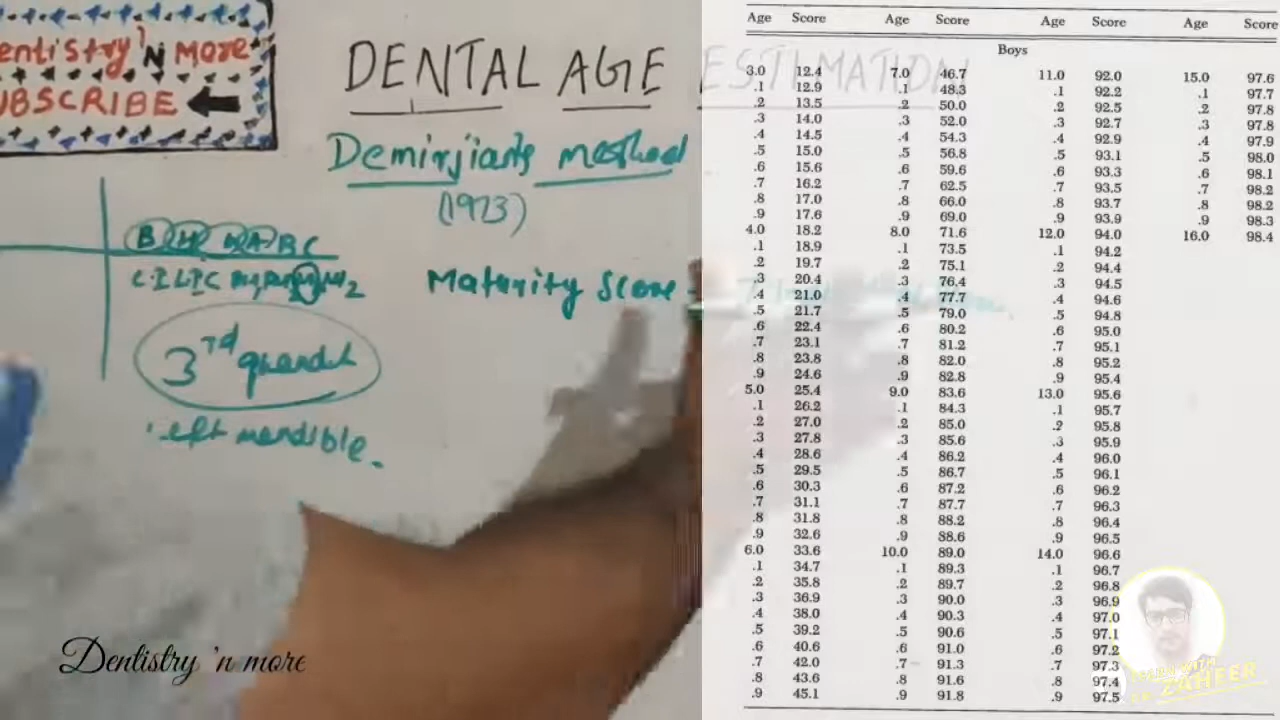 entistry'N more
UBSCRIBE
DENTAL AGE ESTIMATION
Demirjian's method
(1973)
Maturity Score -
3rd
left mandible.
Dentistry 'n more
Age Score Age Score Age Score Age Score
Boys
3.0 12.4 7.0 46.7 11.0 92.0 15.0 97.6
.1 12.9 .1 48.3 .1 92.2 .1 97.7
.2 13.5 .2 50.0 .2 92.5 .2 97.8
.3 14.0 .3 52.0 .3 92.7 .3 97.8
.4 14.5 .4 54.3 .4 92.9 .4 97.9
.5 15.0 .5 56.8 .5 93.1 .5 98.0
.6 15.6 .6 59.6 .6 93.3 .6 98.1
.7 16.2 .7 62.5 .7 93.5 .7 98.2
.8 17.0 .8 66.0 .8 93.7 .8 98.2
.9 17.6 .9 69.0 .9 93.9 .9 98.3
4.0 18.2 8.0 71.6 12.0 94.0 16.0 98.4
.1 18.9 .1 73.5 .1 94.2
.2 19.7 .2 75.1 .2 94.4
.3 20.4 .3 76.4 .3 94.5
.4 21.0 .4 77.7 .4 94.6
.5 21.7 .5 79.0 .5 94.8
.6 22.4 .6 80.2 .6 95.0
.7 23.1 .7 81.2 .7 95.1
.8 23.8 .8 82.0 .8 95.2
.9 24.6 .9 82.8 .9 95.4
5.0 25.4 9.0 83.6 13.0 95.6
.1 26.2 .1 84.3 .1 95.7
.2 27.0 .2 85.0 .2 95.8
.3 27.8 .3 85.6 .3 95.9
.4 28.6 .4 86.2 .4 96.0
.5 29.5 .5 86.7 .5 96.1
.6 30.3 .6 87.2 .6 96.2
.7 31.1 .7 87.7 .7 96.3
.8 31.8 .8 88.2 .8 96.4
.9 32.6 .9 88.6 .9 96.5
6.0 33.6 10.0 89.0 14.0 96.6
.1 34.7 .1 89.3 .1 96.7
.2 35.8 .2 89.7 .2 96.8
.3 36.9 .3 90.0 .3 96.9
.4 38.0 .4 90.3 .4 97.0
.5 39.2 .5 90.6 .5 97.1
.6 40.6 .6 91.0 .6 97.2
.7 42.0 .7 91.3 .7 97.3
.8 43.6 .8 91.6 .8 97.4
.9 45.1 .9 91.8 .9 97.5
WITH
ZAHEER